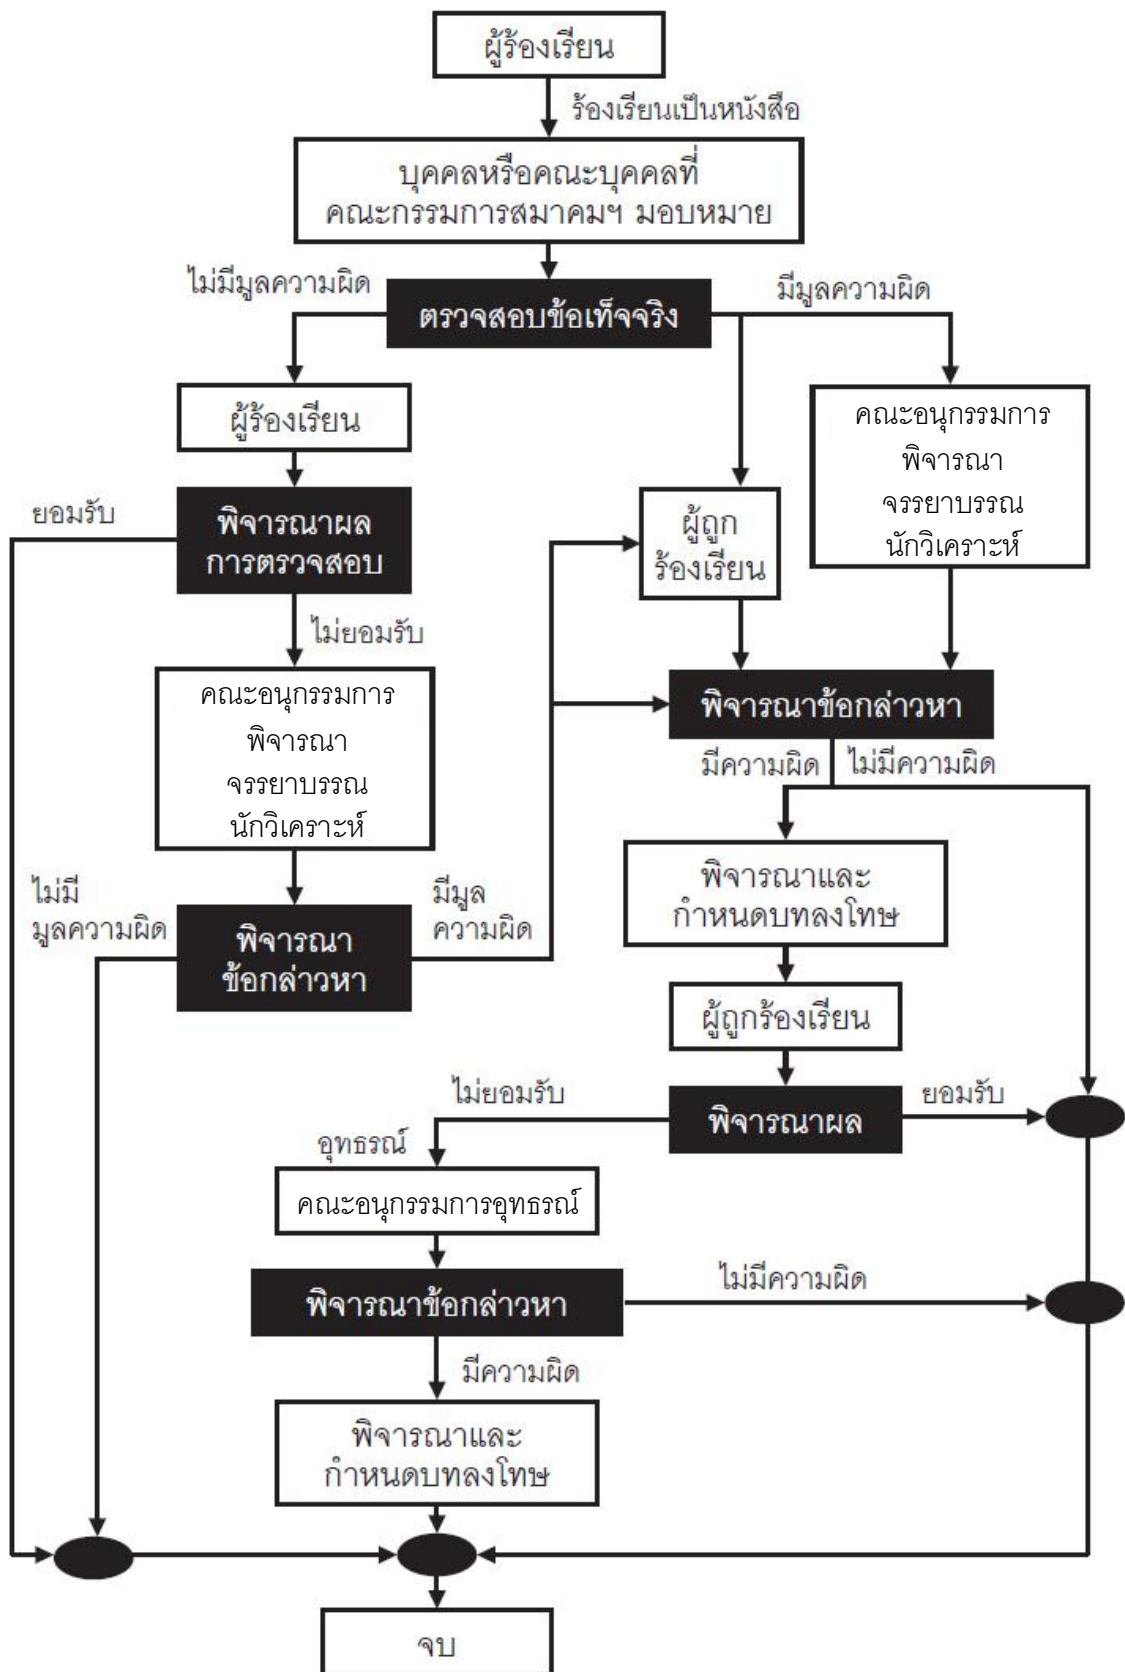 ผู้ร้องเรียน
ร้องเรียนเป็นหนังสือ
บุคคลหรือคณะบุคคลที่
คณะกรรมการสมาคมฯ มอบหมาย
ไม่มีมูลความผิด
มีมูลความผิด
ตรวจสอบข้อเท็จจริง
ผู้ร้องเรียน
คณะอนุกรรมการ
พิจารณา
จรรยาบรรณ
นักวิเคราะห์
ยอมรับ
พิจารณาผล
การตรวจสอบ
ผู้ถูก
ร้องเรียน
ไม่ยอมรับ
คณะอนุกรรมการ
พิจารณา
จรรยาบรรณ
นักวิเคราะห์
พิจารณาข้อกล่าวหา
มีความผิด
ไม่มีความผิด
ไม่มี
มูลความผิด
มีมูล
ความผิด
พิจารณา
ข้อกล่าวหา
พิจารณาและ
กำหนดบทลงโทษ
ผู้ถูกร้องเรียน
ไม่ยอมรับ
ยอมรับ
พิจารณาผล
อุทธรณ์
คณะอนุกรรมการอุทธรณ์
พิจารณาข้อกล่าวหา
ไม่มีความผิด
มีความผิด
พิจารณาและ
กำหนดบทลงโทษ
จบ